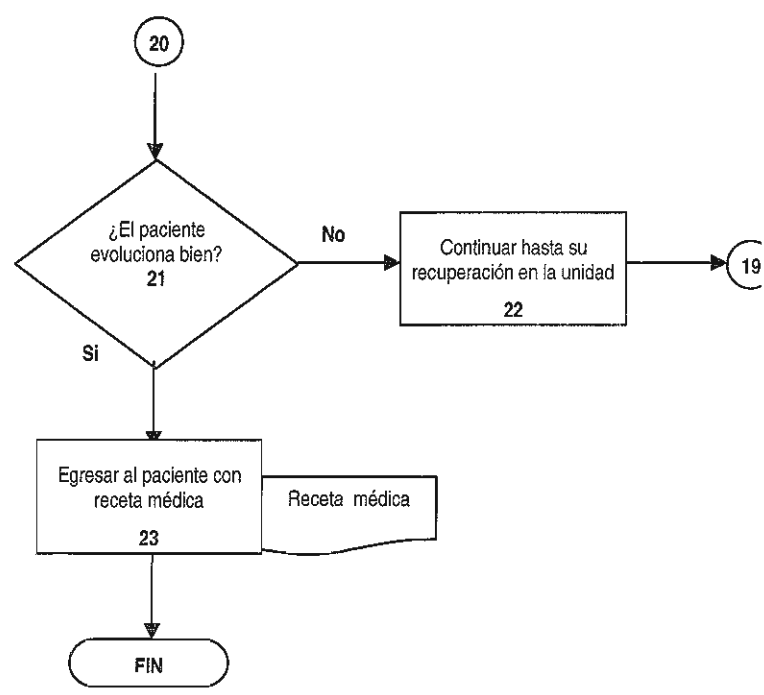 20
¿El paciente
evoluciona bien?
21
No
Continuar hasta su
recuperación en la unidad
22
19
Si
Egresar al paciente con
receta médica
23
Receta médica
FIN